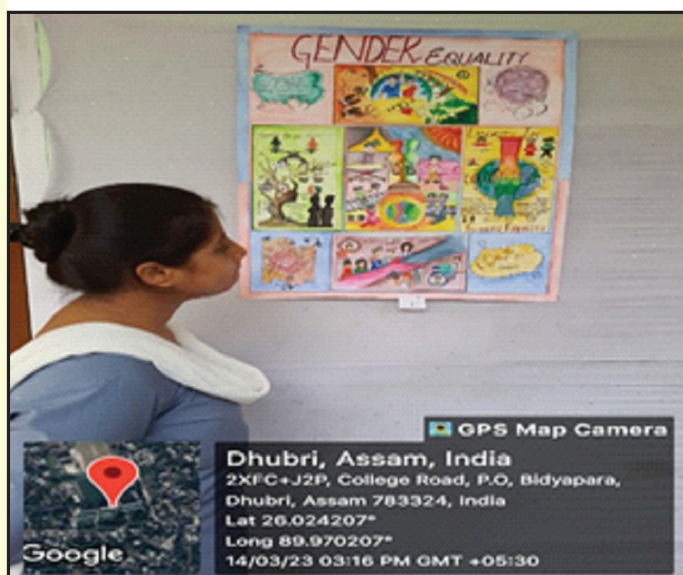 GENDER EQUALITY
GPS Map Camera
Dhubri, Assam, India
2XFC+J2P, College Road, P.O, Bidyapara,
Dhubri, Assam 783324, India
Lat 26.024207°
Long 89.970207°
14/03/23 03:16 PM GMT +05:30
Google